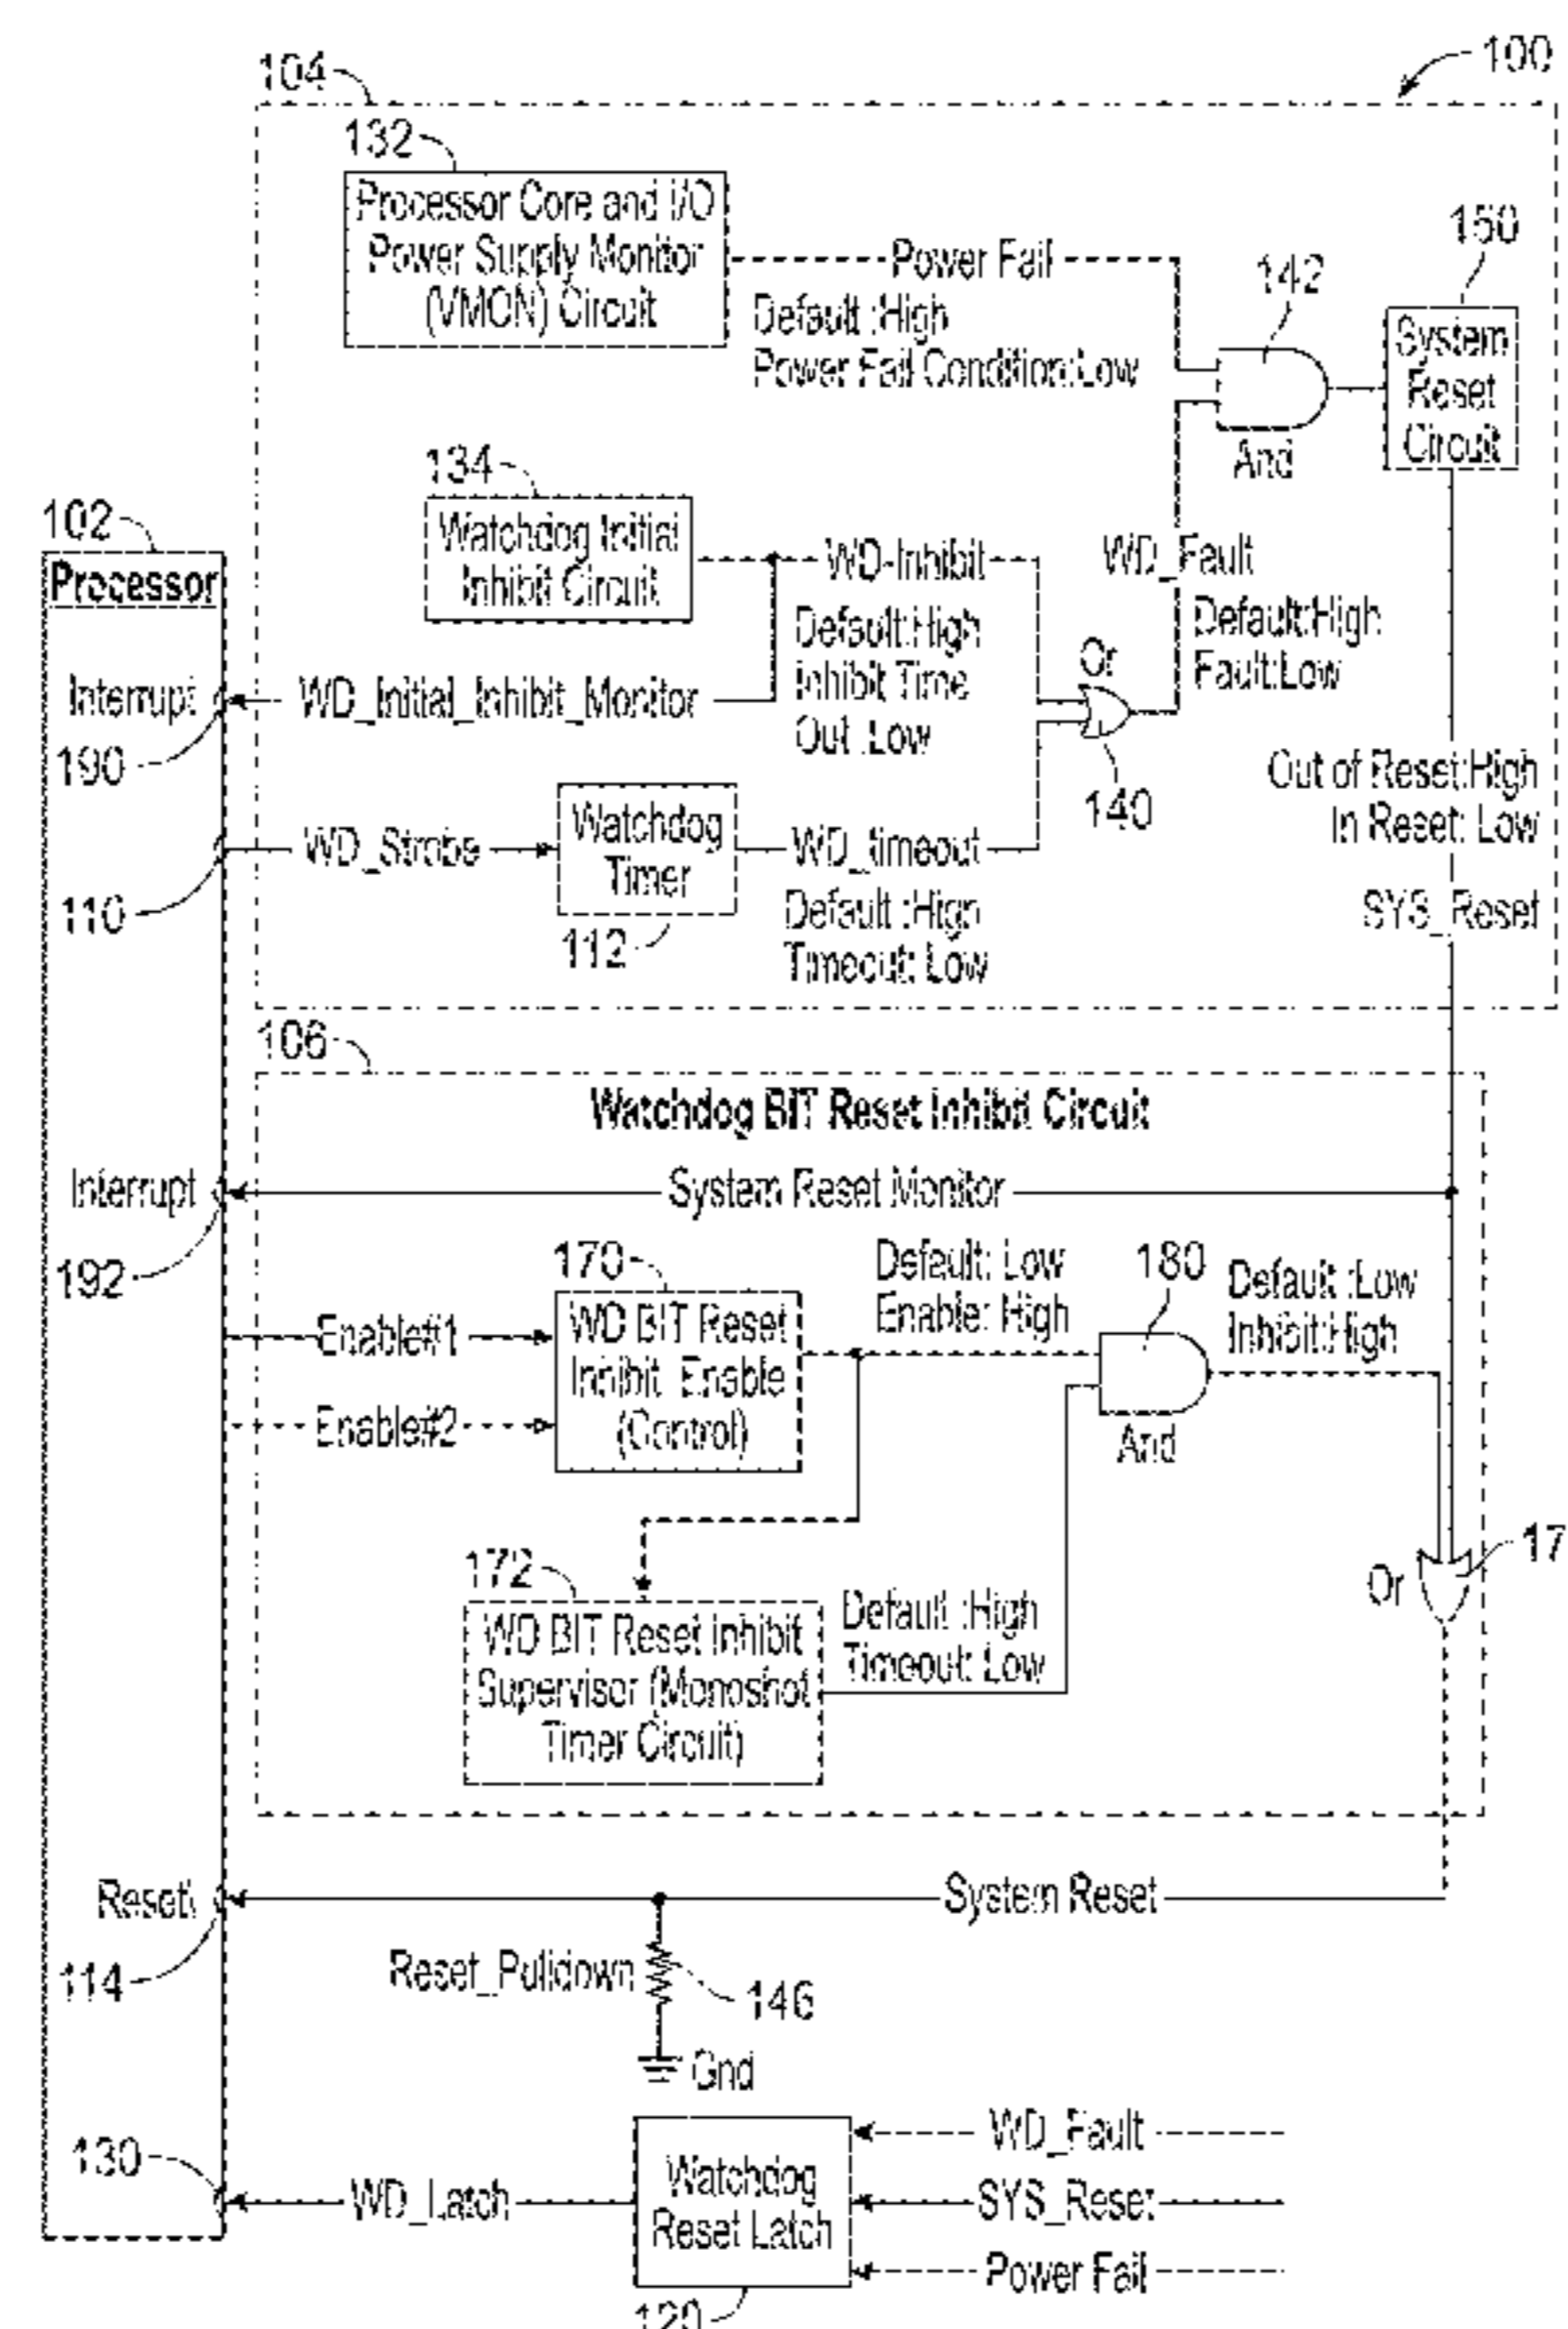 100
104
132
Processor Core and I/O
Power Supply Monitor
(VMON) Circuit
Power Fail
Default :High
Power Fail Condition:Low
142
And
150
System
Reset
Circuit
134
Watchdog Initial
Inhibit Circuit
WD-Inhibit
Default:High
Inhibit Time
Out :Low
WD_Fault
Default:High
Fault:Low
Or
140
102
Processor
Interrupt
WD_Initial_Inhibit_Monitor
190
WD_Strobe
110
Watchdog
Timer
112
WD_timeout
Default :High
Timeout: Low
Out of Reset:High
In Reset: Low
SYS_Reset
106
Watchdog BIT Reset Inhibit Circuit
Interrupt
System Reset Monitor
192
170
Enable#1
Enable#2
WD BIT Reset
Inhibit Enable
(Control)
Default: Low
Enable: High
180
And
Default :Low
Inhibit:High
172
WD BIT Reset Inhibit
Supervisor (Monoshot
Timer Circuit)
Default :High
Timeout: Low
Or
17
Reset\
System Reset
114
Reset_Pulldown
146
Gnd
130
WD_Latch
Watchdog
Reset Latch
120
WD_Fault
SYS_Reset
Power Fail